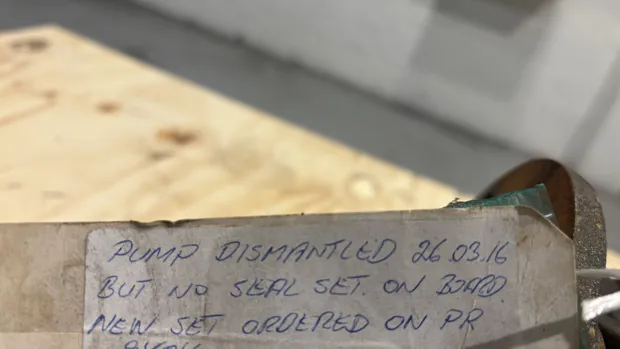 PUMP DISMANTLED 26.03.16
BUT NO SEAL SET. ON BOARD.
NEW SET ORDERED ON PR